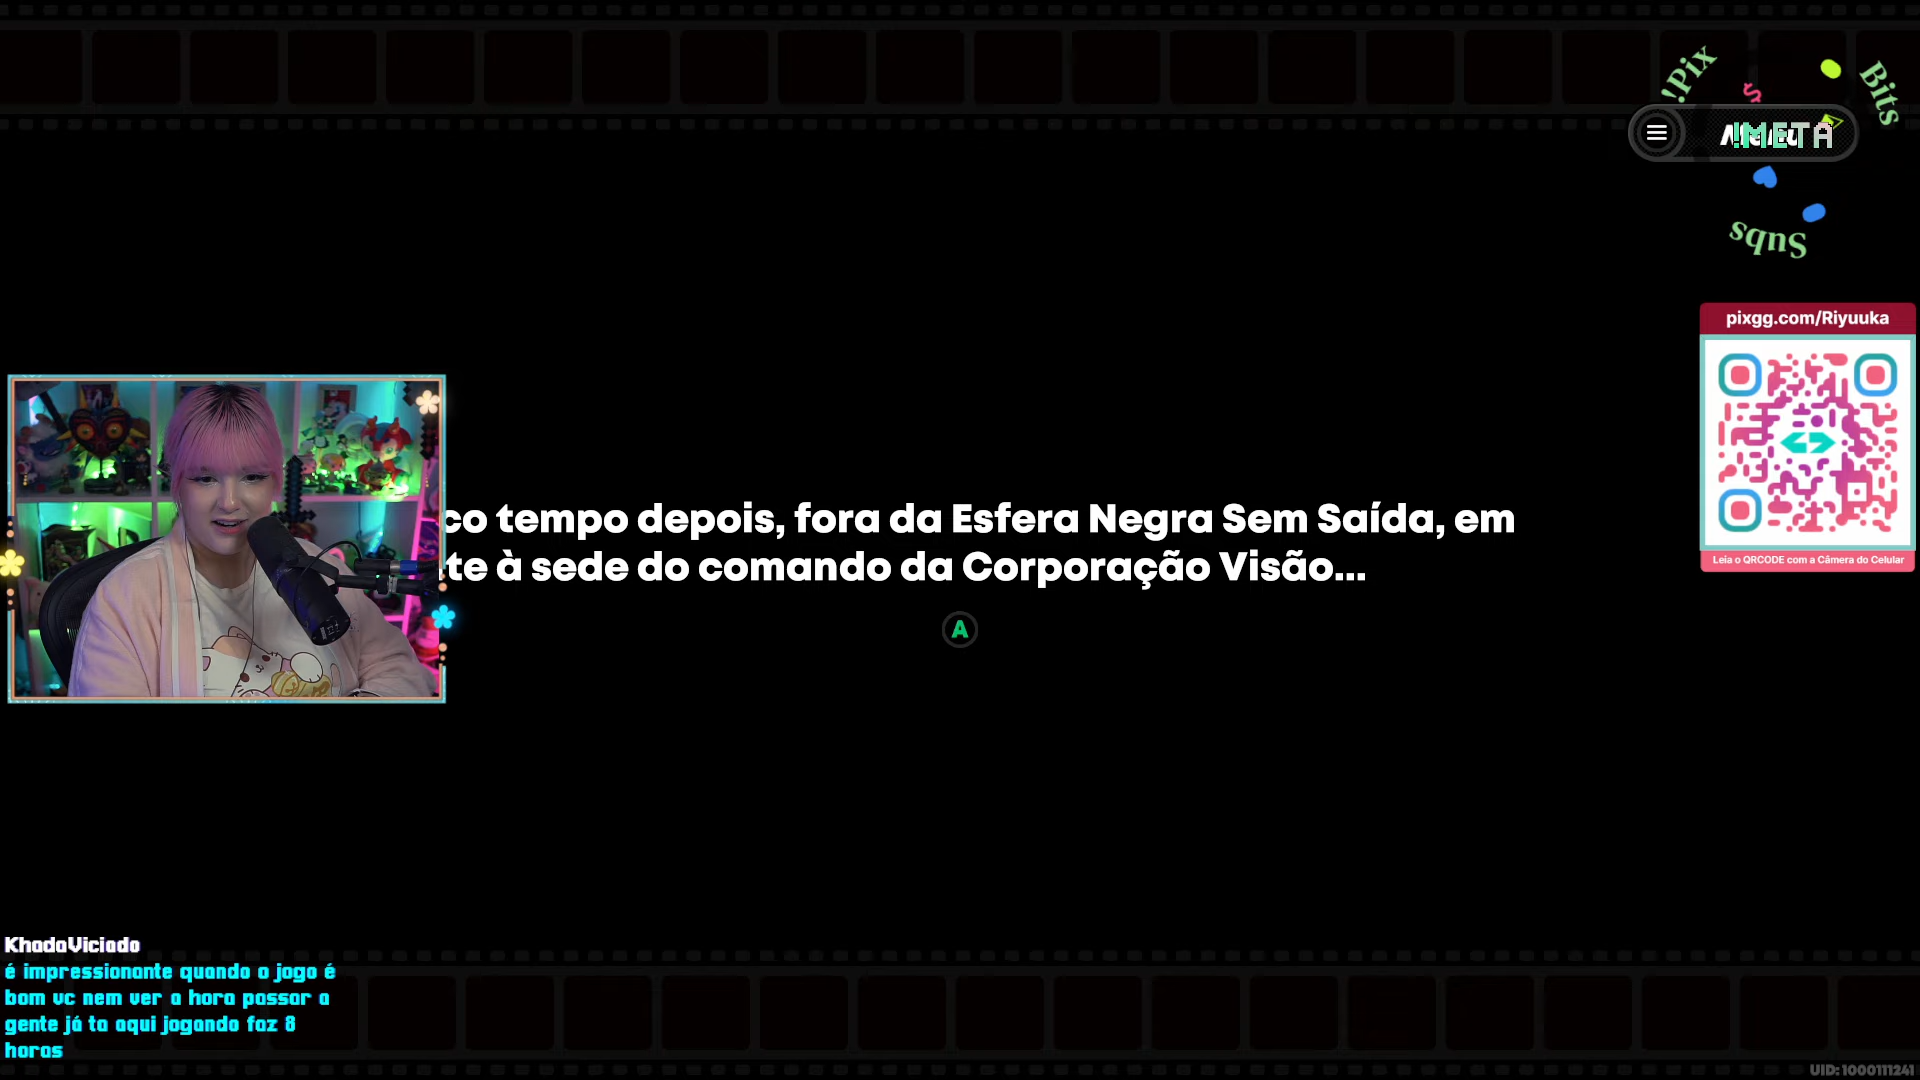 !Pix
Bits
!META
Subs
pixgg.com/Riyuuka
co tempo depois, fora da Esfera Negra Sem Saída, em
te à sede do comando da Corporação Visão...
A
Leia o QRCODE com a Câmera do Celular
KhadaViciado
é impressionante quando o jogo é
bom vc nem ver a hora passar a
gente já ta aqui jogando faz 8
horas
UID: 1000111241